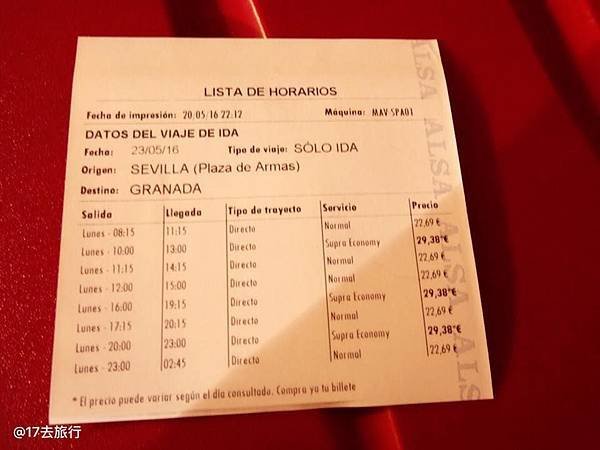 LISTA DE HORARIOS
Fecha de impresión: 20/05/16 22:12 Máquina: MAV-SPA01
DATOS DEL VIAJE DE IDA
Fecha: 23/05/16 Tipo de viaje: SÓLO IDA
Origen: SEVILLA (Plaza de Armas)
Destino: GRANADA
Salida Llegada Tipo de trayecto Servicio Precio
Lunes - 08:15 11:15 Directo Normal 22,69 €
Lunes - 10:00 13:00 Directo Supra Economy 29,38*€
Lunes - 11:15 14:15 Directo Normal 22,69 €
Lunes - 12:00 15:00 Directo Normal 22,69 €
Lunes - 16:00 19:15 Directo Supra Economy 29,38*€
Lunes - 17:15 20:15 Directo Normal 22,69 €
Lunes - 20:00 23:00 Directo Supra Economy 29,38*€
Lunes - 23:00 02:45 Directo Normal 22,69 €
* El precio puede variar según el día consultado. Compra ya tu billete
ALSA ALSA ALSA ALSA ALS
@17去旅行